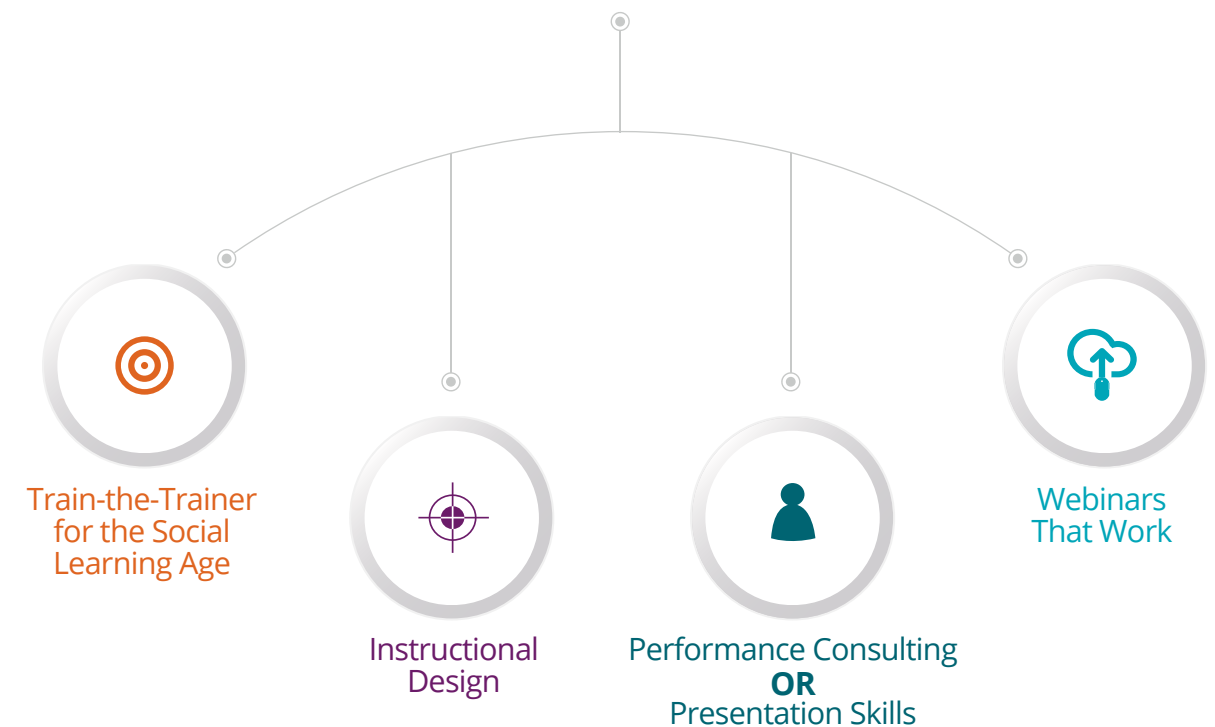 Train-the-Trainer
for the Social
Learning Age
Instructional
Design
Performance Consulting
OR
Presentation Skills
Webinars
That Work